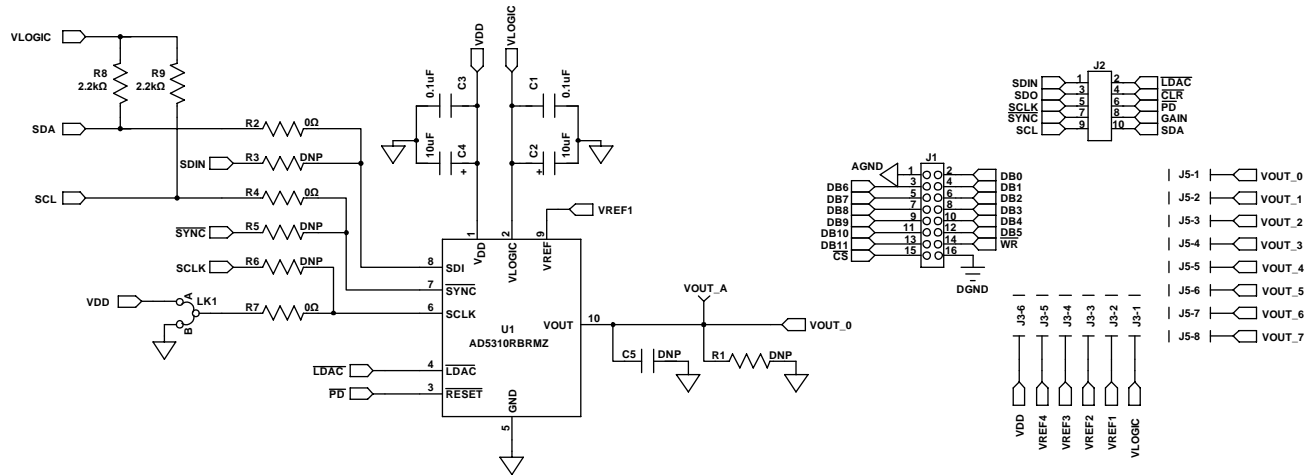 VLOGIC
R8
2.2kΩ
R9
2.2kΩ
SDA
R2 0Ω
SDIN
R3 DNP
SCL
R4 0Ω
SYNC
R5 DNP
SCLK
R6 DNP
VDD
A
LK1
B
R7 0Ω
LDAC
PD
VDD
VLOGIC
0.1uF
C3
10uF
C4
+
C1
0.1uF
C2
10uF
+
VREF1
1
2
9
VDD
VLOGIC
VREF
8 SDI
7 SYNC
6 SCLK
4 LDAC
3 RESET
U1
AD5310RBRMZ
VOUT 10
GND
5
VOUT_A
VOUT_0
C5 DNP
R1 DNP
J2
SDIN 1 2 LDAC
SDO 3 4 CLR
SCLK 5 6 PD
SYNC 7 8 GAIN
SCL 9 10 SDA
J1
AGND 1 2 DB0
DB6 3 4 DB1
DB7 5 6 DB2
DB8 7 8 DB3
DB9 9 10 DB4
DB10 11 12 DB5
DB11 13 14 WR
CS 15 16
DGND
J5-1 VOUT_0
J5-2 VOUT_1
J5-3 VOUT_2
J5-4 VOUT_3
J5-5 VOUT_4
J5-6 VOUT_5
J5-7 VOUT_6
J5-8 VOUT_7
J3-6 J3-5 J3-4 J3-3 J3-2 J3-1
VDD VREF4 VREF3 VREF2 VREF1 VLOGIC